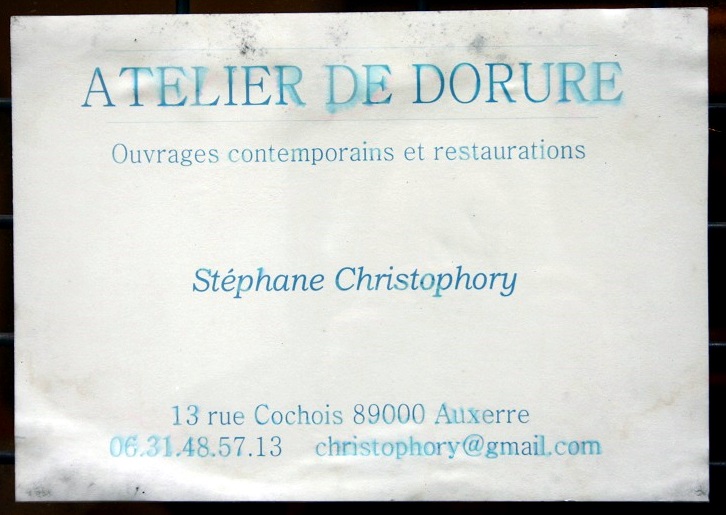 ATELIER DE DORURE
Ouvrages contemporains et restaurations
Stéphane Christophory
13 rue Cochois 89000 Auxerre
06.31.48.57.13 christophory@gmail.com